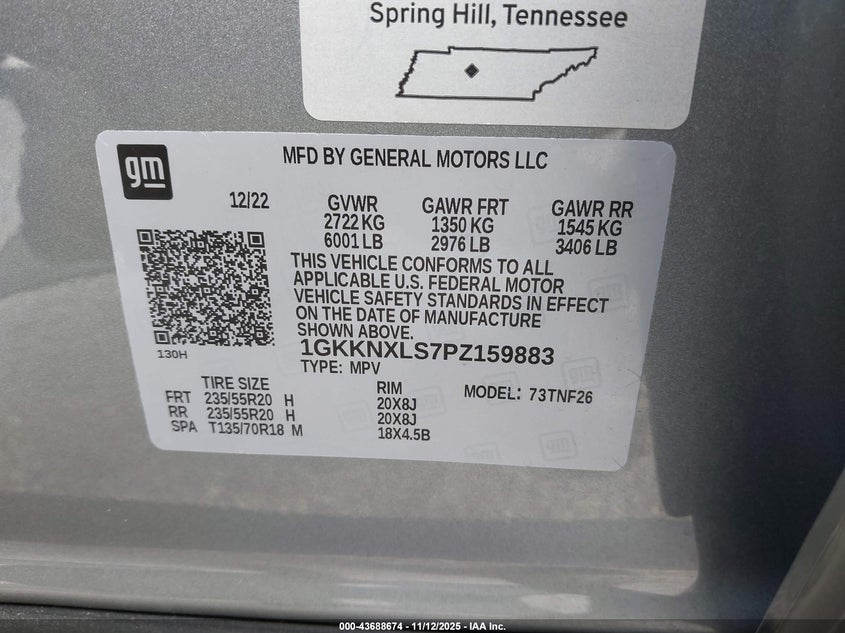 Spring Hill, Tennessee
gm
MFD BY GENERAL MOTORS LLC
12/22
GVWR GAWR FRT GAWR RR
2722 KG 1350 KG 1545 KG
6001 LB 2976 LB 3406 LB
THIS VEHICLE CONFORMS TO ALL
APPLICABLE U.S. FEDERAL MOTOR
VEHICLE SAFETY STANDARDS IN EFFECT
ON THE DATE OF MANUFACTURE
SHOWN ABOVE.
130H
1GKKNXLS7PZ159883
TYPE: MPV
TIRE SIZE RIM MODEL: 73TNF26
FRT 235/55R20 H 20X8J
RR 235/55R20 H 20X8J
SPA T135/70R18 M 18X4.5B
000-43688674 - 11/12/2025 - IAA Inc.